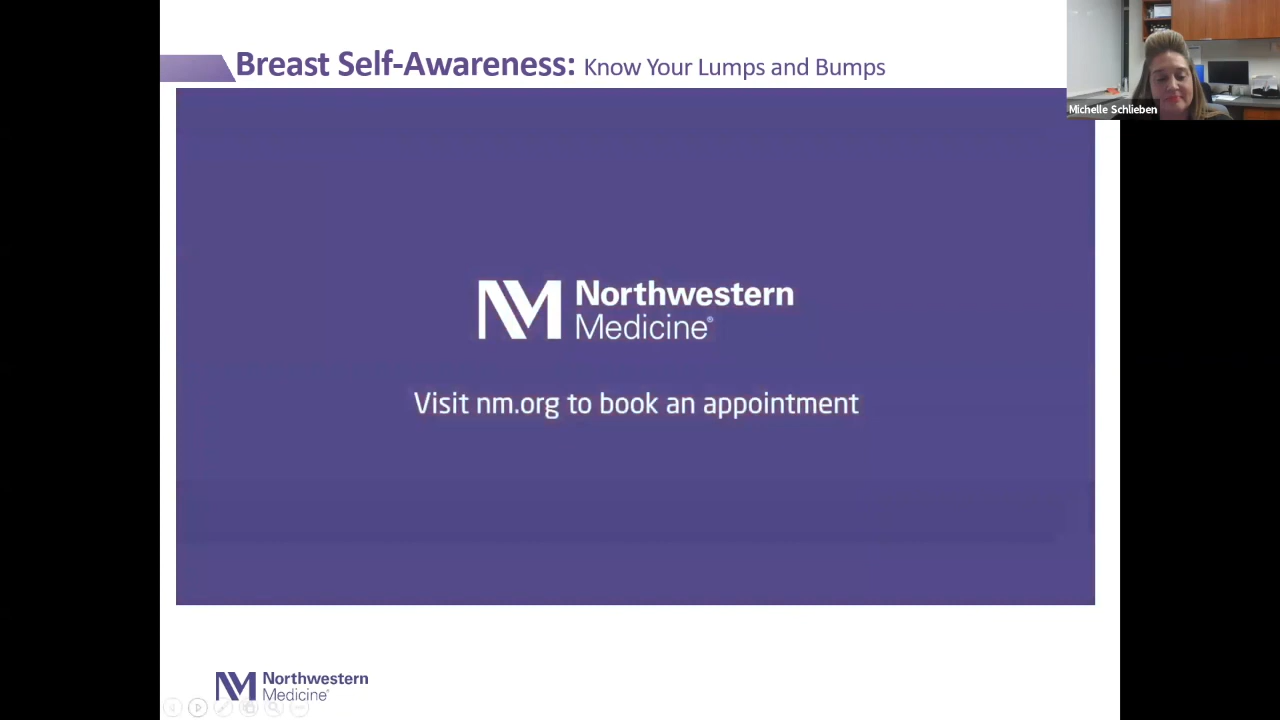 Breast Self-Awareness: Know Your Lumps and Bumps
Michelle Schlieben
Northwestern
Medicine®
Visit nm.org to book an appointment
Northwestern
Medicine®